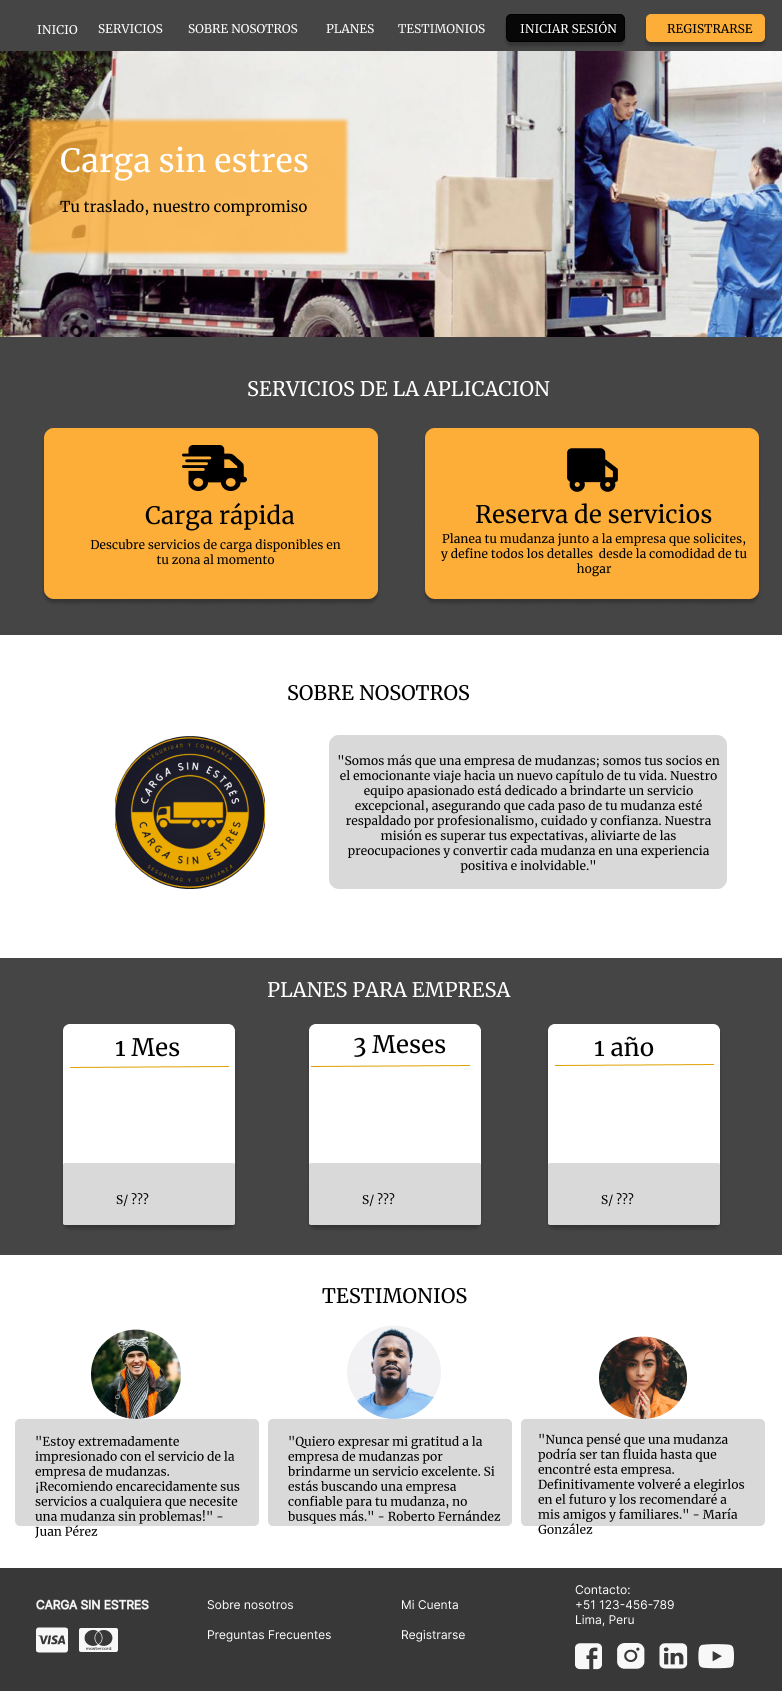 INICIO
SERVICIOS
SOBRE NOSOTROS
PLANES
TESTIMONIOS
INICIAR SESIÓN
REGISTRARSE
Carga sin estres
Tu traslado, nuestro compromiso
SERVICIOS DE LA APLICACION
Carga rápida
Descubre servicios de carga disponibles en
tu zona al momento
Reserva de servicios
Planea tu mudanza junto a la empresa que solicites,
y define todos los detalles  desde la comodidad de tu
hogar
SOBRE NOSOTROS
SEGURIDAD Y CONFIANZA
CARGA SIN ESTRÉS
CARGA SIN ESTRÉS
SEGURIDAD Y CONFIANZA
"Somos más que una empresa de mudanzas; somos tus socios en
el emocionante viaje hacia un nuevo capítulo de tu vida. Nuestro
equipo apasionado está dedicado a brindarte un servicio
excepcional, asegurando que cada paso de tu mudanza esté
respaldado por profesionalismo, cuidado y confianza. Nuestra
misión es superar tus expectativas, aliviarte de las
preocupaciones y convertir cada mudanza en una experiencia
positiva e inolvidable."
PLANES PARA EMPRESA
1 Mes
S/ ???
3 Meses
S/ ???
1 año
S/ ???
TESTIMONIOS
"Estoy extremadamente
impresionado con el servicio de la
empresa de mudanzas.
¡Recomiendo encarecidamente sus
servicios a cualquiera que necesite
una mudanza sin problemas!" -
Juan Pérez
"Quiero expresar mi gratitud a la
empresa de mudanzas por
brindarme un servicio excelente. Si
estás buscando una empresa
confiable para tu mudanza, no
busques más." - Roberto Fernández
"Nunca pensé que una mudanza
podría ser tan fluida hasta que
encontré esta empresa.
Definitivamente volveré a elegirlos
en el futuro y los recomendaré a
mis amigos y familiares." - María
González
CARGA SIN ESTRES
VISA
mastercard
Sobre nosotros
Preguntas Frecuentes
Mi Cuenta
Registrarse
Contacto:
+51 123-456-789
Lima, Peru